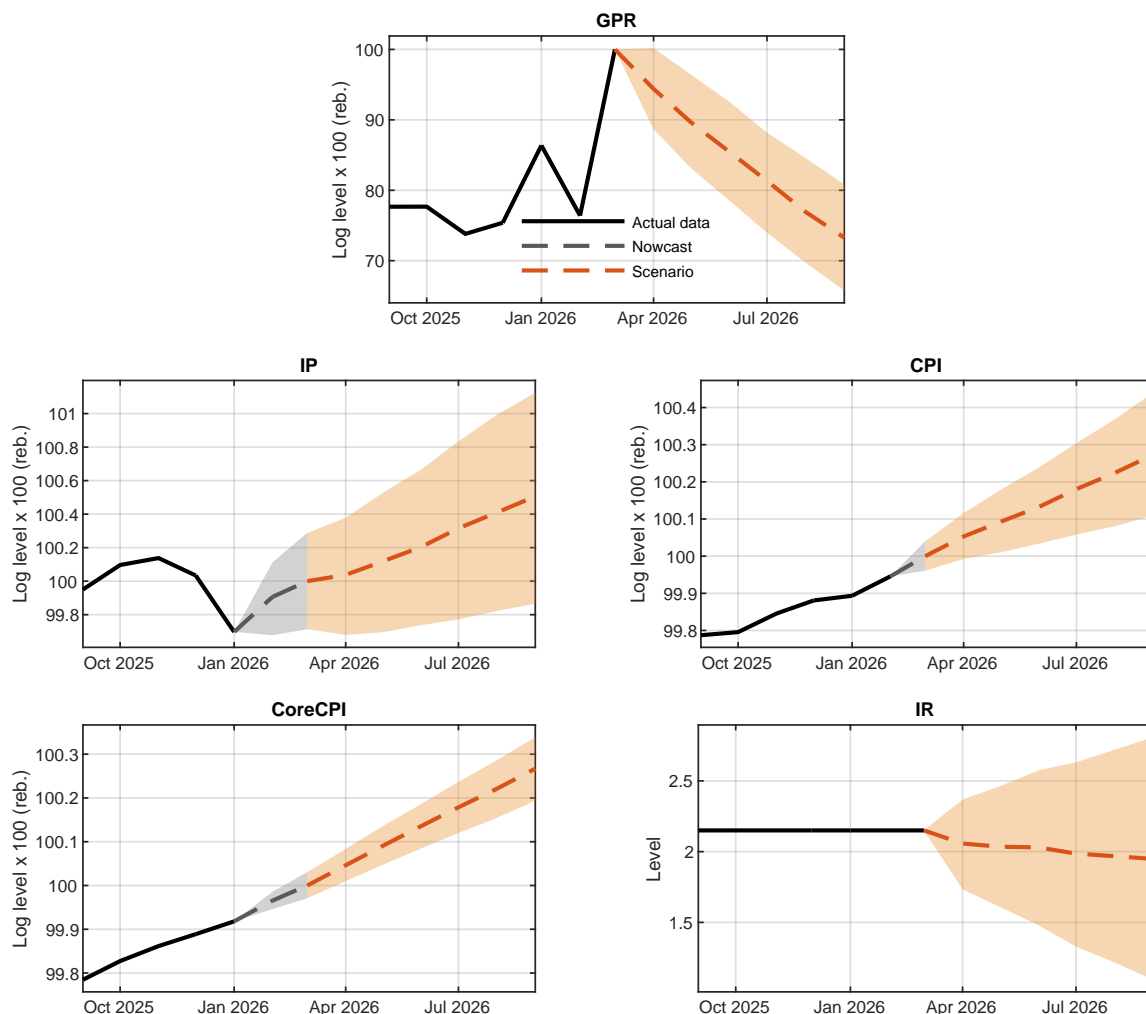 GPR
Log level x 100 (reb.)
100
90
80
70
Actual data
Nowcast
Scenario
Oct 2025 Jan 2026 Apr 2026 Jul 2026
IP
Log level x 100 (reb.)
101
100.8
100.6
100.4
100.2
100
99.8
Oct 2025 Jan 2026 Apr 2026 Jul 2026
CPI
Log level x 100 (reb.)
100.4
100.3
100.2
100.1
100
99.9
99.8
Oct 2025 Jan 2026 Apr 2026 Jul 2026
CoreCPI
Log level x 100 (reb.)
100.3
100.2
100.1
100
99.9
99.8
Oct 2025 Jan 2026 Apr 2026 Jul 2026
IR
Level
2.5
2
1.5
Oct 2025 Jan 2026 Apr 2026 Jul 2026